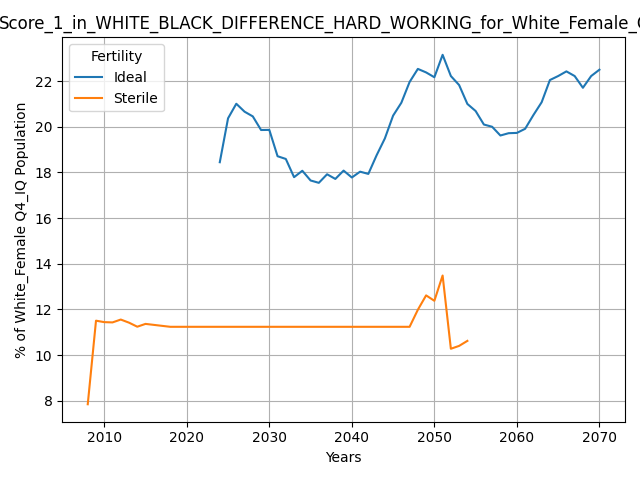 Score_1_in_WHITE_BLACK_DIFFERENCE_HARD_WORKING_for_White_Female_
Fertility
Ideal
Sterile
% of White_Female Q4_IQ Population
22
20
18
16
14
12
10
8
2010 2020 2030 2040 2050 2060 2070
Years